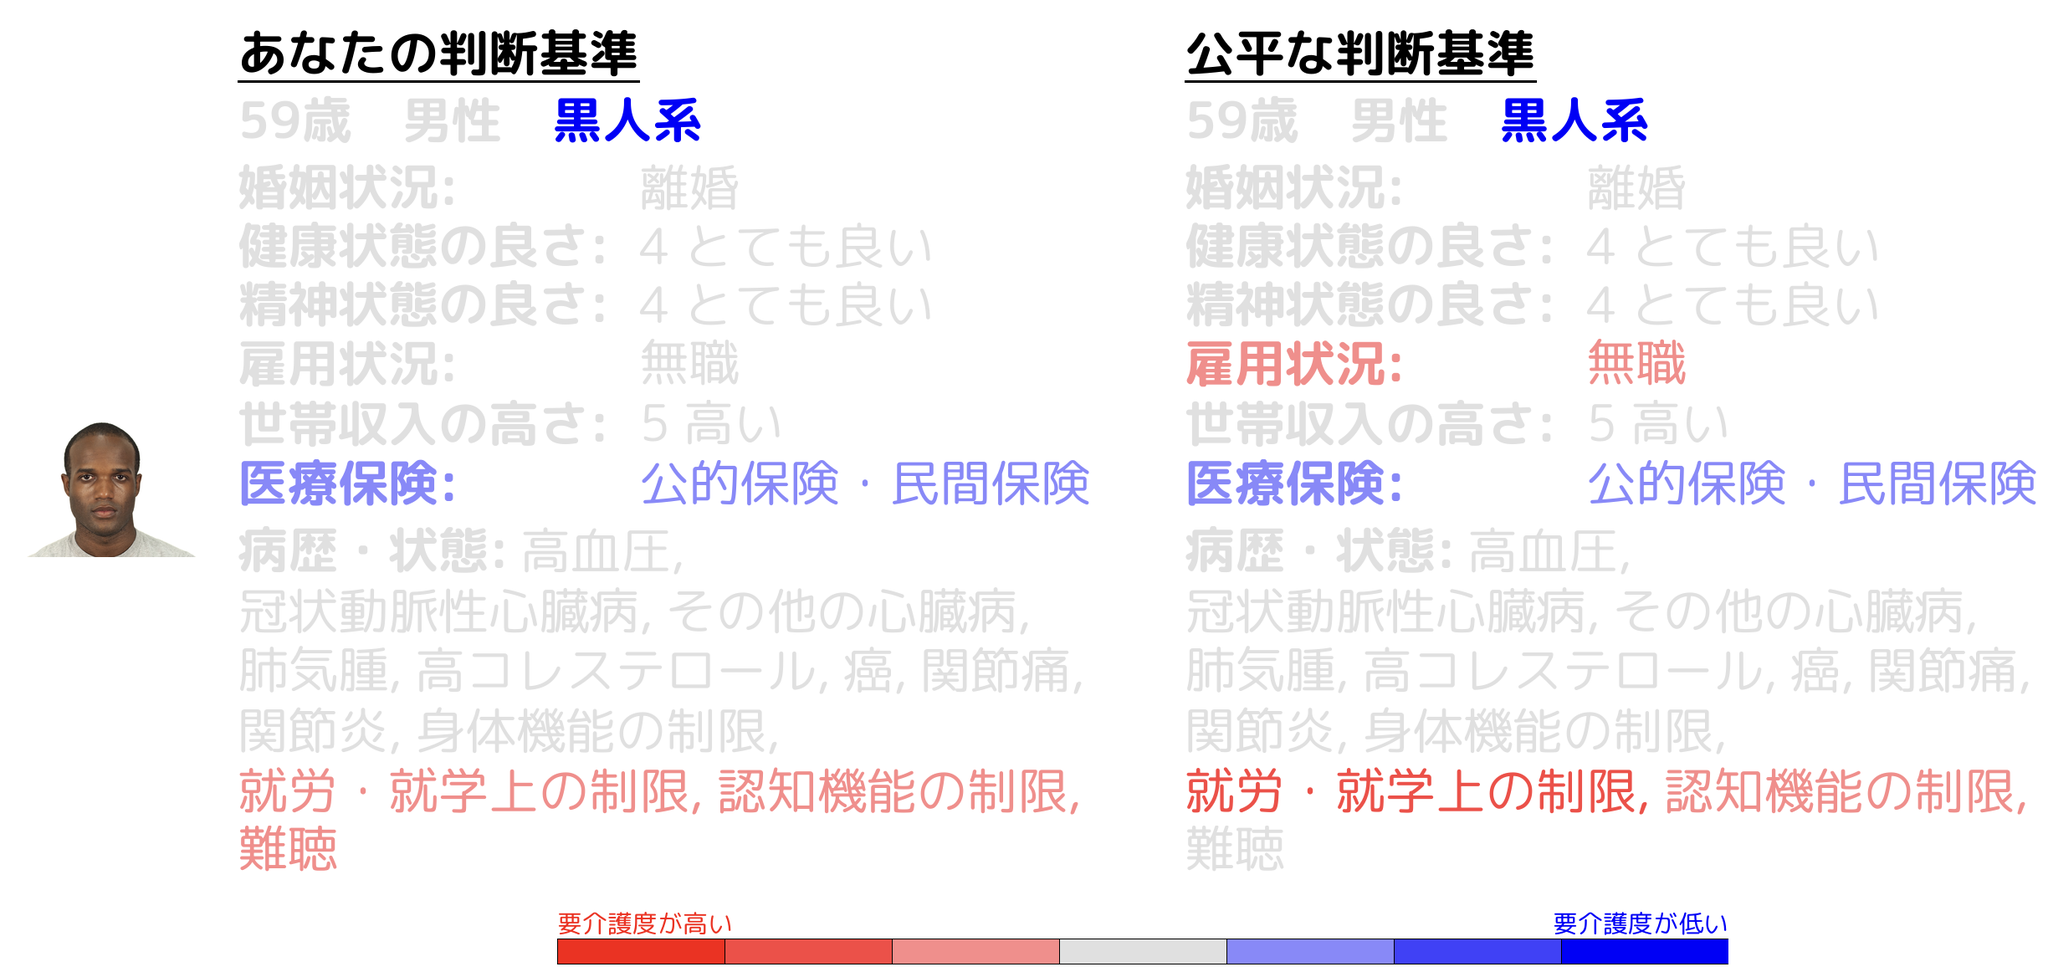 あなたの判断基準
59歳 男性 黒人系
婚姻状況: 離婚
健康状態の良さ: 4 とても良い
精神状態の良さ: 4 とても良い
雇用状況: 無職
世帯収入の高さ: 5 高い
医療保険: 公的保険・民間保険
病歴・状態: 高血圧,
冠状動脈性心臓病, その他の心臓病,
肺気腫, 高コレステロール, 癌, 関節痛,
関節炎, 身体機能の制限,
就労・就学上の制限, 認知機能の制限,
難聴
公平な判断基準
59歳 男性 黒人系
婚姻状況: 離婚
健康状態の良さ: 4 とても良い
精神状態の良さ: 4 とても良い
雇用状況: 無職
世帯収入の高さ: 5 高い
医療保険: 公的保険・民間保険
病歴・状態: 高血圧,
冠状動脈性心臓病, その他の心臓病,
肺気腫, 高コレステロール, 癌, 関節痛,
関節炎, 身体機能の制限,
就労・就学上の制限, 認知機能の制限,
難聴
要介護度が高い
要介護度が低い